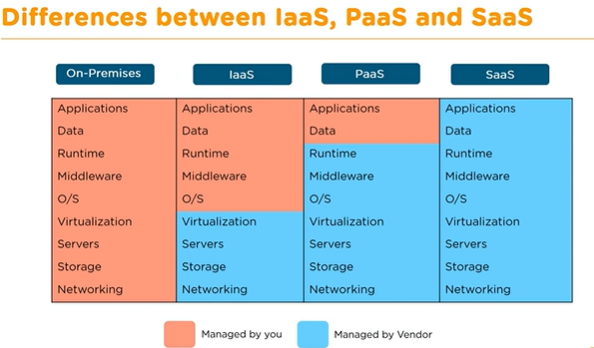 Differences between IaaS, PaaS and SaaS
On-Premises IaaS PaaS SaaS
Applications Applications Applications Applications
Data Data Data Data
Runtime Runtime Runtime Runtime
Middleware Middleware Middleware Middleware
O/S O/S O/S O/S
Virtualization Virtualization Virtualization Virtualization
Servers Servers Servers Servers
Storage Storage Storage Storage
Networking Networking Networking Networking
Managed by you Managed by Vendor